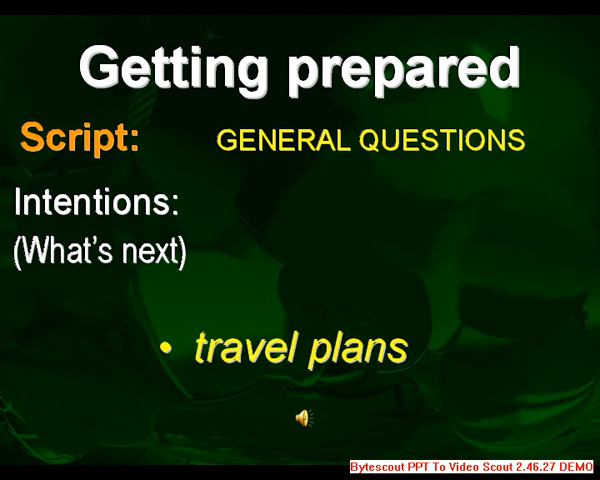 Getting prepared
Script: GENERAL QUESTIONS
Intentions:
(What's next)
• travel plans
Bytescout PPT To Video Scout 2.46.27 DEMO